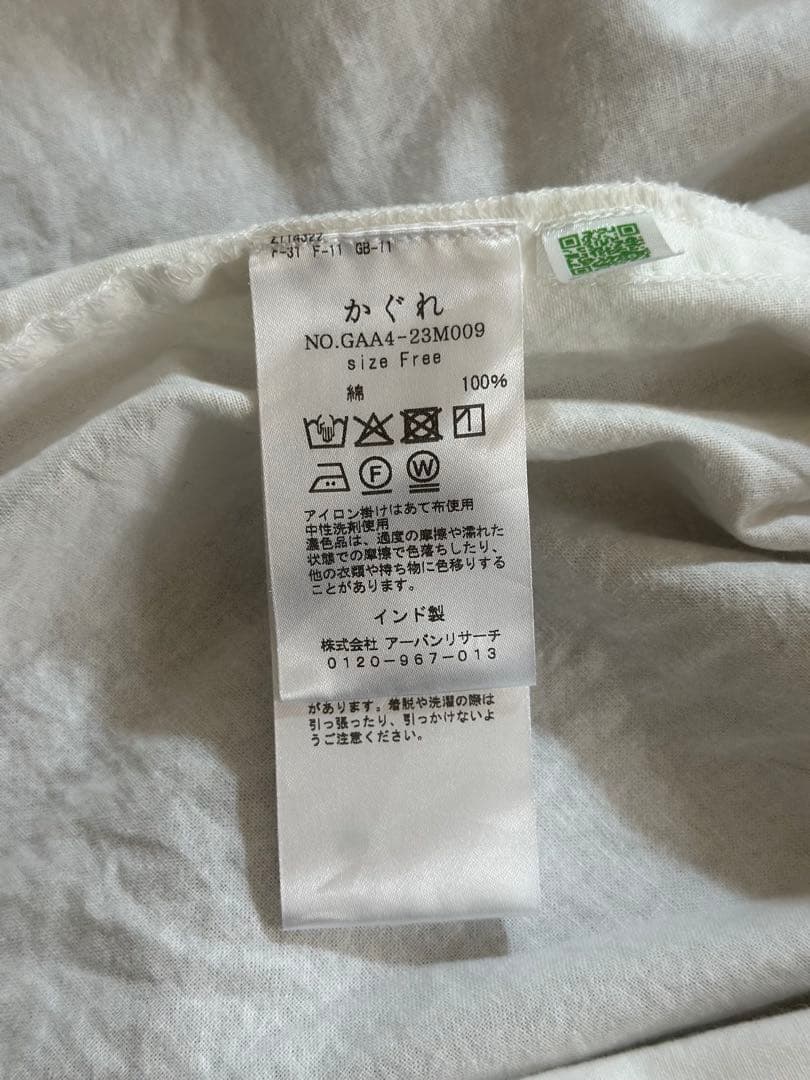 F-11 GB-11
かぐれ
NO.GAA4-23M009
size Free
綿 100%
F W
アイロン掛けはあて布使用
中性洗剤使用
濃色品は、過度の摩擦や濡れた
状態での摩擦で色落ちしたり、
他の衣類や持ち物に色移りする
ことがあります。
インド製
株式会社 アーバンリサーチ
0120-967-013
があります。着脱や洗濯の際は
引っ張ったり、引っかけないよ
うご注意ください。